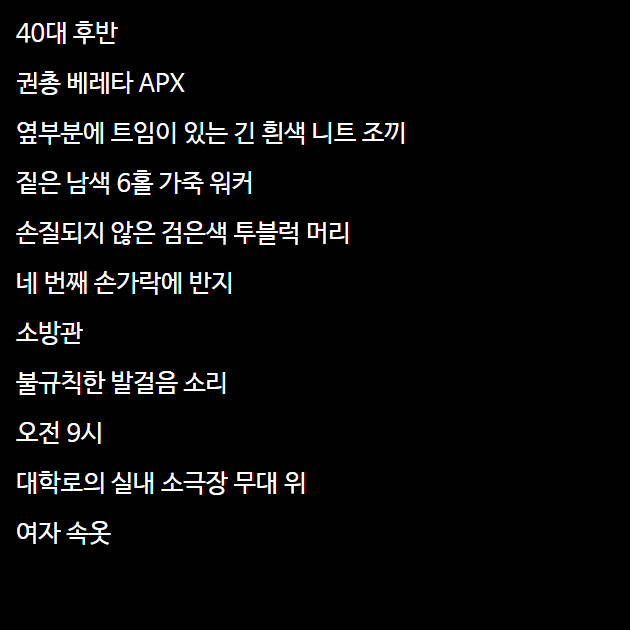 40대 후반
권총 베레타 APX
옆부분에 트임이 있는 긴 흰색 니트 조끼
짙은 남색 6홀 가죽 워커
손질되지 않은 검은색 투블럭 머리
네 번째 손가락에 반지
소방관
불규칙한 발걸음 소리
오전 9시
대학로의 실내 소극장 무대 위
여자 속옷